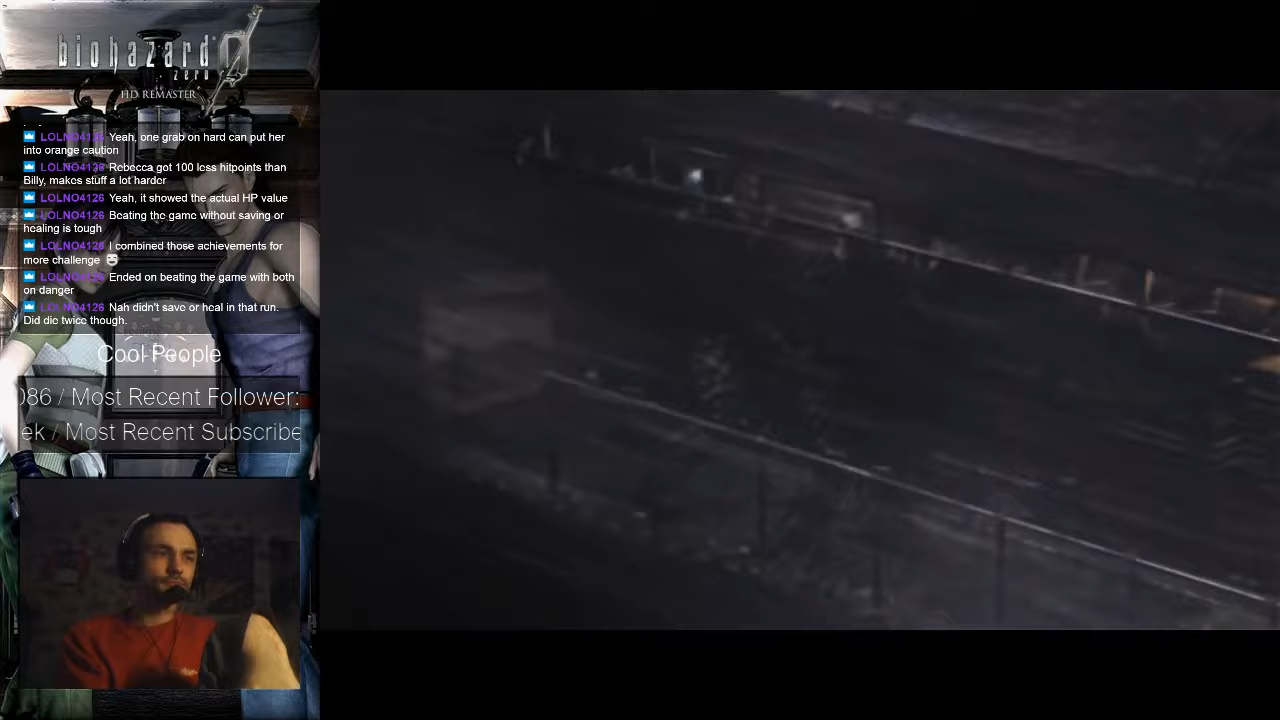 biohazard 0
zero
HD REMASTER
LOLNO4126 Yeah, one grab on hard can put her
into orange caution
LOLNO4126 Rebecca got 100 less hitpoints than
Billy, makes stuff a lot harder
LOLNO4126 Yeah, it showed the actual HP value
LOLNO4126 Beating the game without saving or
healing is tough
LOLNO4126 I combined those achievements for
more challenge
LOLNO4126 Ended on beating the game with both
on danger
LOLNO4126 Nah didn't save or heal in that run.
Did die twice though.
Cool People
086 / Most Recent Follower:
ek / Most Recent Subscribe